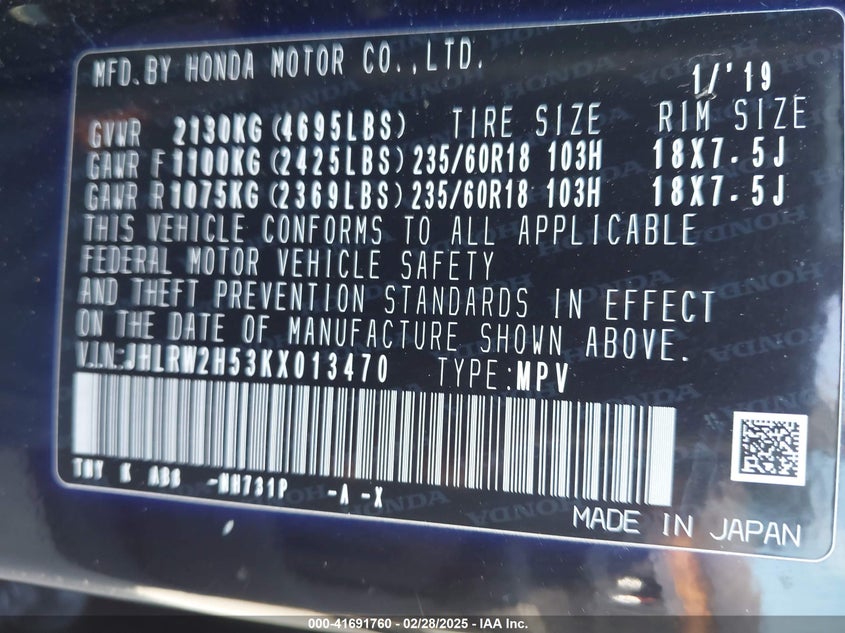 MFD. BY HONDA MOTOR CO., LTD. 1/'19
GVWR 2130KG (4695LBS) TIRE SIZE RIM SIZE
GAWR F 1100KG (2425LBS) 235/60R18 103H 18X7.5J
GAWR R 1075KG (2369LBS) 235/60R18 103H 18X7.5J
THIS VEHICLE CONFORMS TO ALL APPLICABLE
FEDERAL MOTOR VEHICLE SAFETY
AND THEFT PREVENTION STANDARDS IN EFFECT
ON THE DATE OF MANUFACTURE SHOWN ABOVE.
V.I.N:JHLRW2H53KX013470 TYPE:MPV
-A -X
MADE IN JAPAN
000-41691760 - 02/28/2025 - IAA Inc.